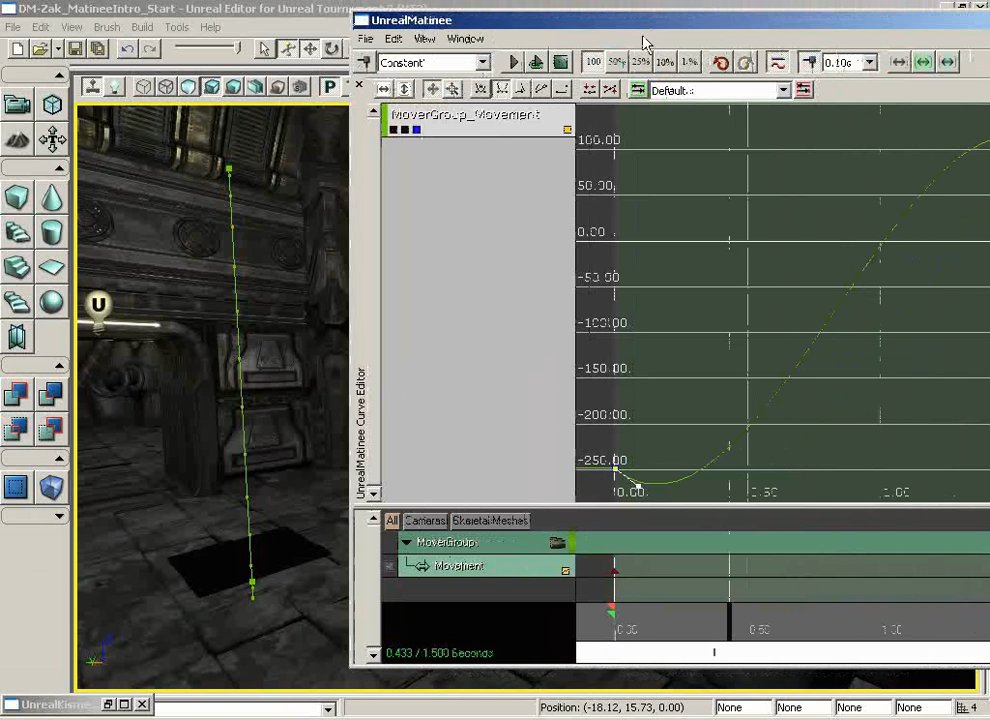 DM-Zak_MatineeIntro_Start - Unreal Editor for Unreal Tournament
File Edit View Brush Build Tools Help
P
U
UnrealMatinee
File Edit View Window
Constant
100 50% 25% 10% 1%
0.10s
Default
MoverGroup_Movement
UnrealMatinee Curve Editor
100.00
50.00
0.00
-50.00
-100.00
-150.00
-200.00
-250.00
0.00 0.50 1.00
All Cameras SkeletalMeshes
MoverGroup
Movement
0.00 0.50 1.00
0.433 / 1.500 Seconds
UnrealKisme
Position: (-18.12, 15.73, 0.00) None None None None 4